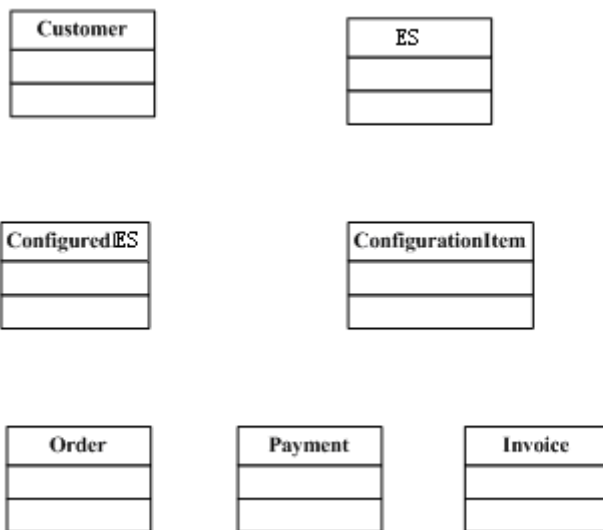 Customer
ES
ConfiguredES
ConfigurationItem
Order
Payment
Invoice